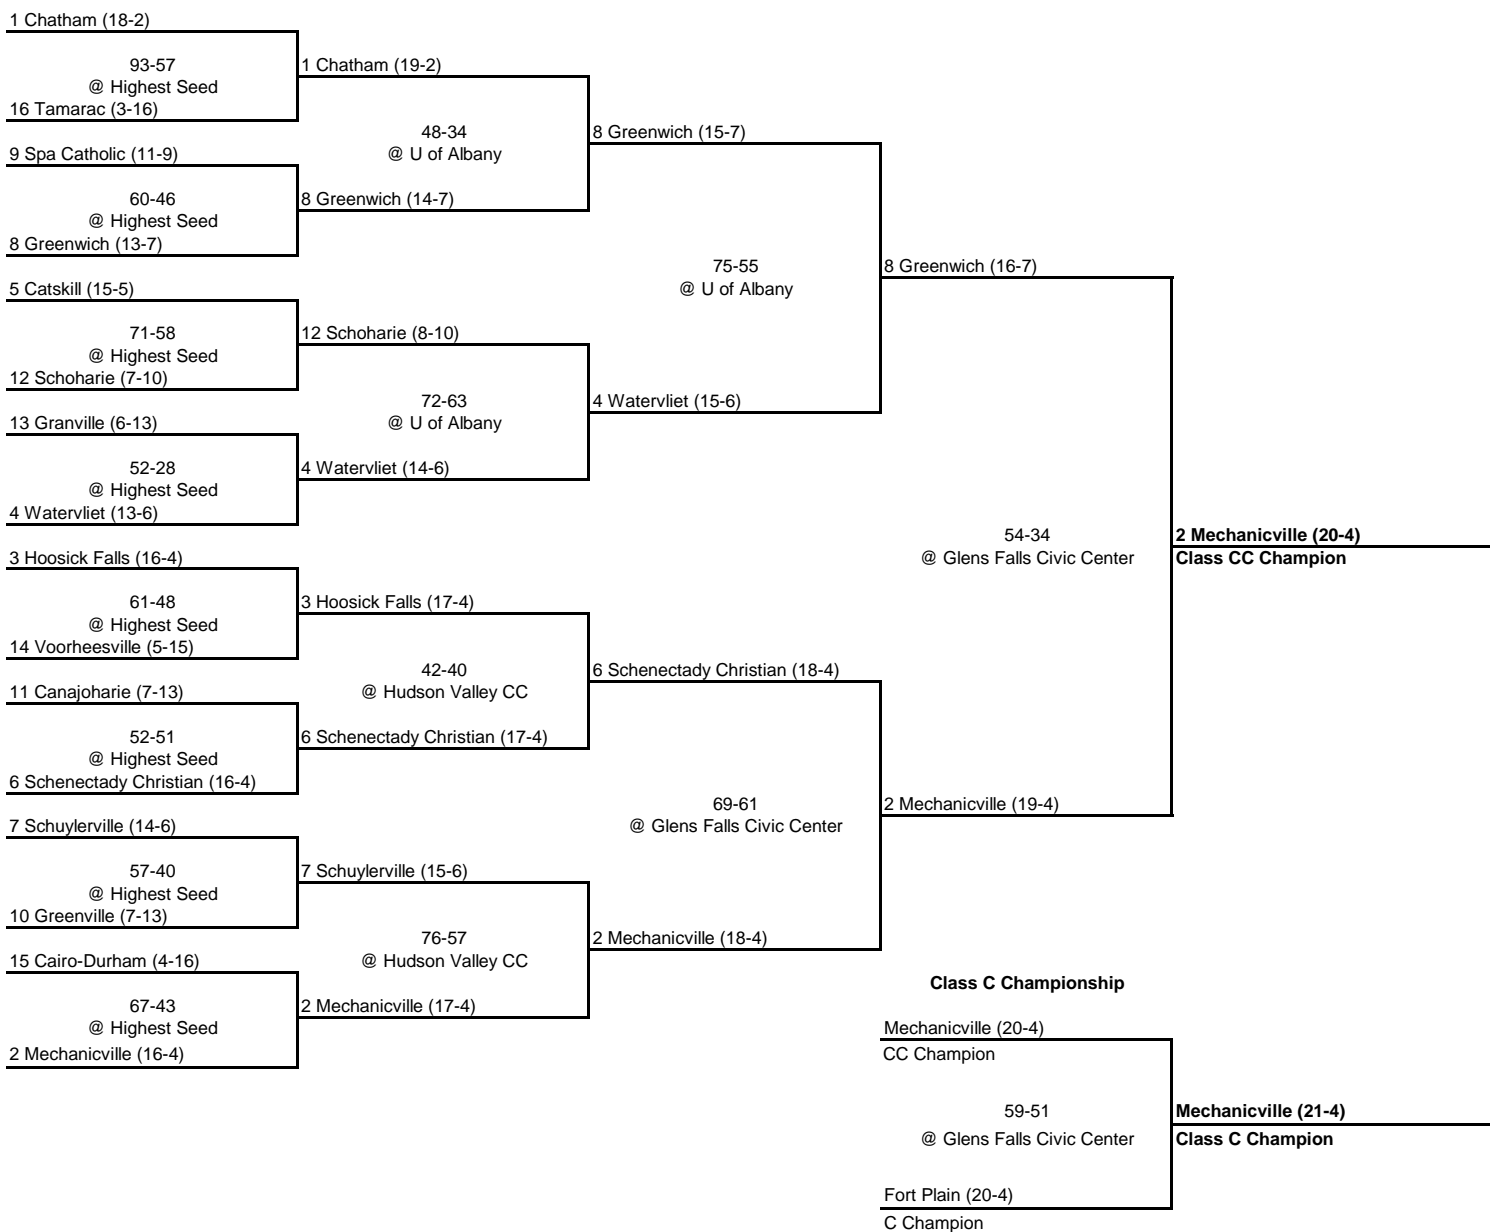 1 Chatham (18-2)
93-57
@ Highest Seed
16 Tamarac (3-16)
9 Spa Catholic (11-9)
60-46
@ Highest Seed
8 Greenwich (13-7)
5 Catskill (15-5)
71-58
@ Highest Seed
12 Schoharie (7-10)
13 Granville (6-13)
52-28
@ Highest Seed
4 Watervliet (13-6)
3 Hoosick Falls (16-4)
61-48
@ Highest Seed
14 Voorheesville (5-15)
11 Canajoharie (7-13)
52-51
@ Highest Seed
6 Schenectady Christian (16-4)
7 Schuylerville (14-6)
57-40
@ Highest Seed
10 Greenville (7-13)
15 Cairo-Durham (4-16)
67-43
@ Highest Seed
2 Mechanicville (16-4)
1 Chatham (19-2)
48-34
@ U of Albany
8 Greenwich (14-7)
12 Schoharie (8-10)
72-63
@ U of Albany
4 Watervliet (14-6)
3 Hoosick Falls (17-4)
42-40
@ Hudson Valley CC
6 Schenectady Christian (17-4)
7 Schuylerville (15-6)
76-57
@ Hudson Valley CC
2 Mechanicville (17-4)
8 Greenwich (15-7)
75-55
@ U of Albany
4 Watervliet (15-6)
6 Schenectady Christian (18-4)
69-61
@ Glens Falls Civic Center
2 Mechanicville (18-4)
8 Greenwich (16-7)
54-34
@ Glens Falls Civic Center
2 Mechanicville (19-4)
2 Mechanicville (20-4)
Class CC Champion
Class C Championship
Mechanicville (20-4)
CC Champion
59-51
@ Glens Falls Civic Center
Fort Plain (20-4)
C Champion
Mechanicville (21-4)
Class C Champion